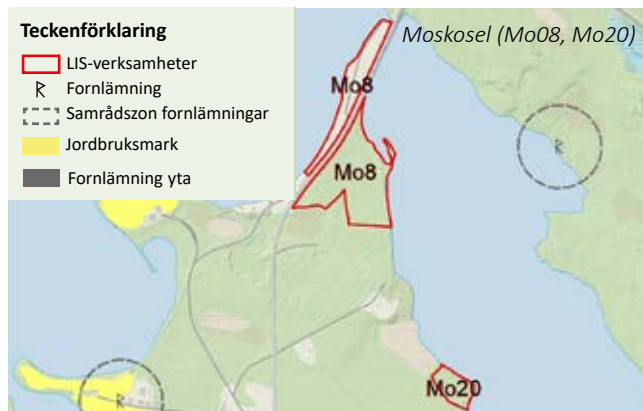 Teckenförklaring
LIS-verksamheter
Fornlämning
Samrådszon fornlämningar
Jordbruksmark
Fornlämning yta
Moskosel (Mo08, Mo20)
Mo8
Mo8
Mo20